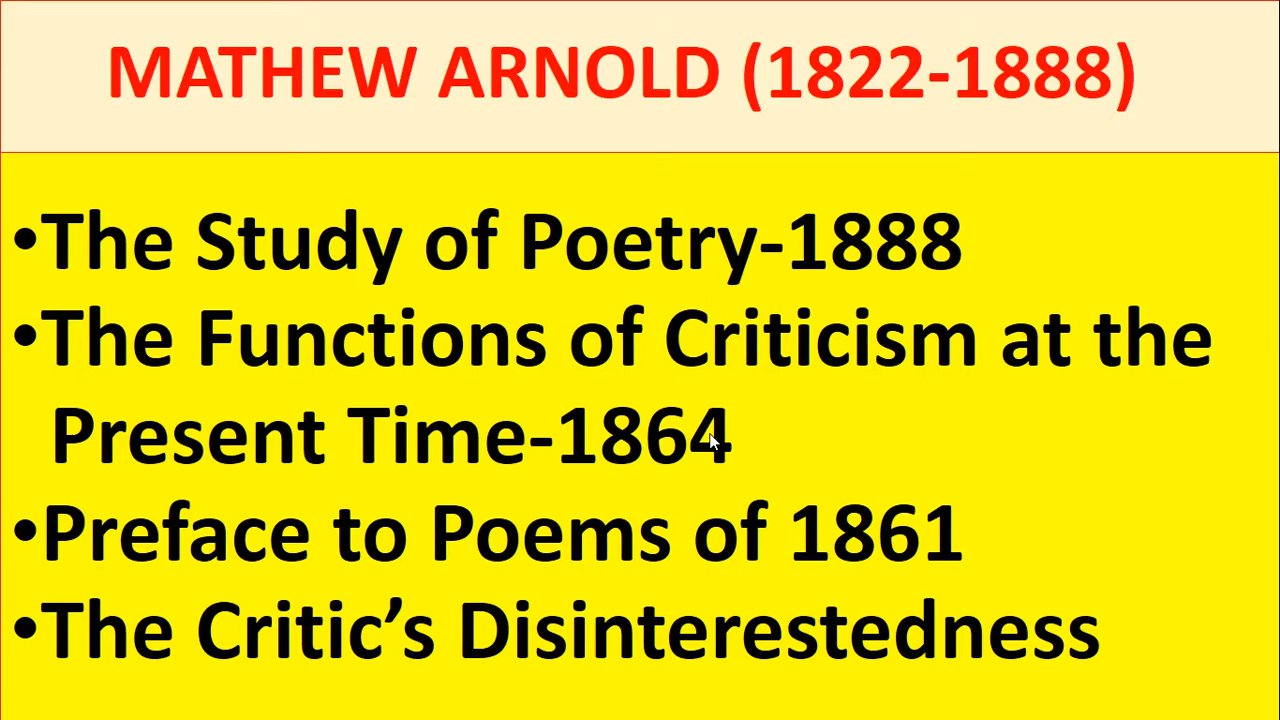 MATHEW ARNOLD (1822-1888)
•The Study of Poetry-1888
•The Functions of Criticism at the
Present Time-1864
•Preface to Poems of 1861
•The Critic’s Disinterestedness